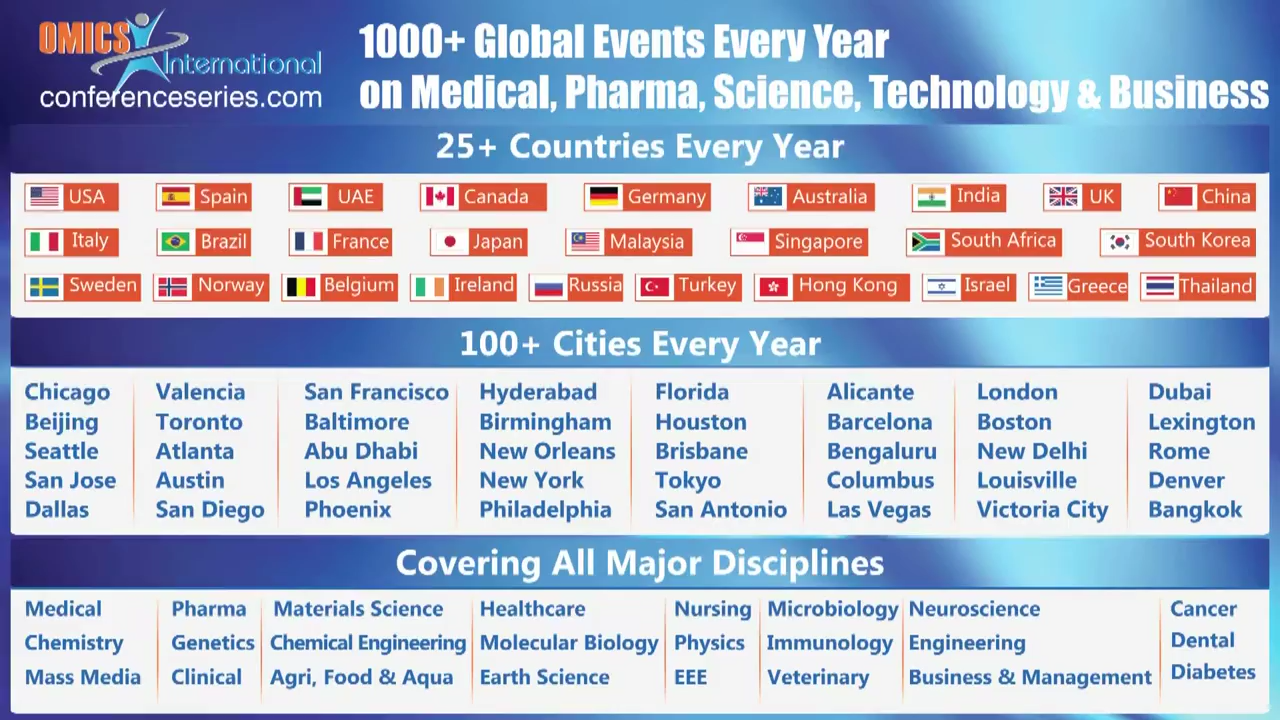 OMICS International
conferenceseries.com
1000+ Global Events Every Year
on Medical, Pharma, Science, Technology & Business
25+ Countries Every Year
USA Spain UAE Canada Germany Australia India UK China
Italy Brazil France Japan Malaysia Singapore South Africa South Korea
Sweden Norway Belgium Ireland Russia Turkey Hong Kong Israel Greece Thailand
100+ Cities Every Year
Chicago Valencia San Francisco Hyderabad Florida Alicante London Dubai
Beijing Toronto Baltimore Birmingham Houston Barcelona Boston Lexington
Seattle Atlanta Abu Dhabi New Orleans Brisbane Bengaluru New Delhi Rome
San Jose Austin Los Angeles New York Tokyo Columbus Louisville Denver
Dallas San Diego Phoenix Philadelphia San Antonio Las Vegas Victoria City Bangkok
Covering All Major Disciplines
Medical Pharma Materials Science Healthcare Nursing Microbiology Neuroscience Cancer
Chemistry Genetics Chemical Engineering Molecular Biology Physics Immunology Engineering Dental
Mass Media Clinical Agri, Food & Aqua Earth Science EEE Veterinary Business & Management Diabetes